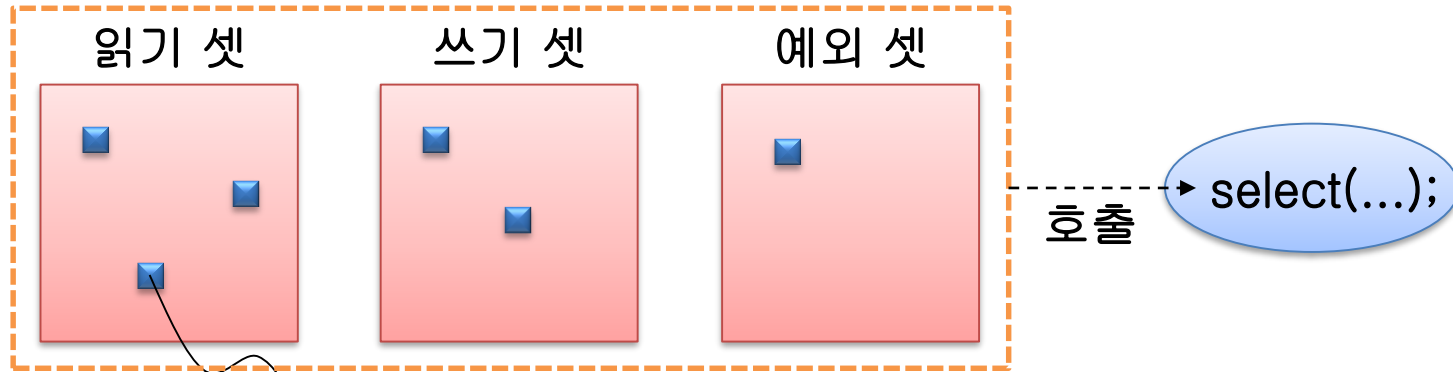 읽기 셋
쓰기 셋
예외 셋
호출
select(...);